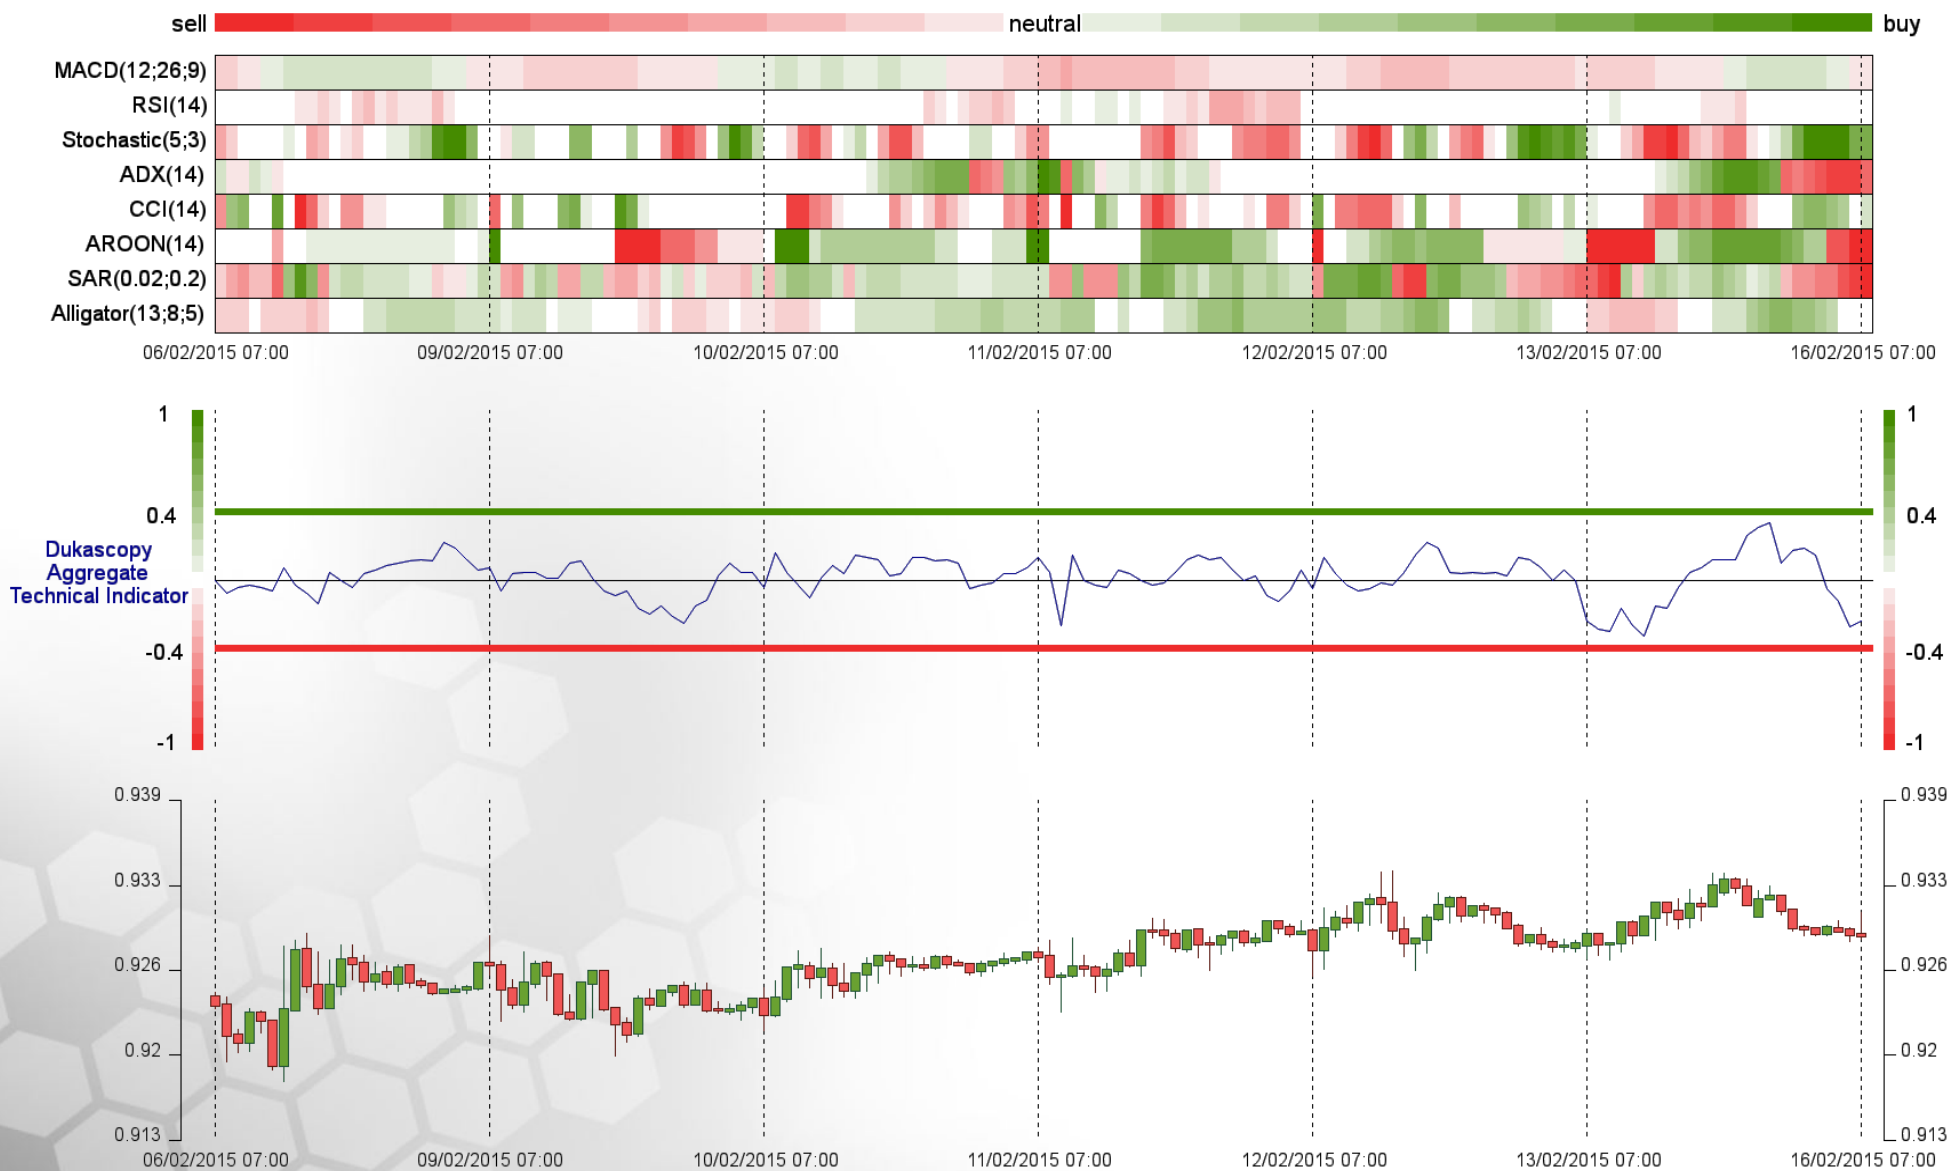 sell neutral buy
MACD(12;26;9)
RSI(14)
Stochastic(5;3)
ADX(14)
CCI(14)
AROON(14)
SAR(0.02;0.2)
Alligator(13;8;5)
06/02/2015 07:00 09/02/2015 07:00 10/02/2015 07:00 11/02/2015 07:00 12/02/2015 07:00 13/02/2015 07:00 16/02/2015 07:00
1 1
0.4 0.4
Dukascopy
Aggregate
Technical Indicator
-0.4 -0.4
-1 -1
0.939 0.939
0.933 0.933
0.926 0.926
0.92 0.92
0.913 0.913
06/02/2015 07:00 09/02/2015 07:00 10/02/2015 07:00 11/02/2015 07:00 12/02/2015 07:00 13/02/2015 07:00 16/02/2015 07:00